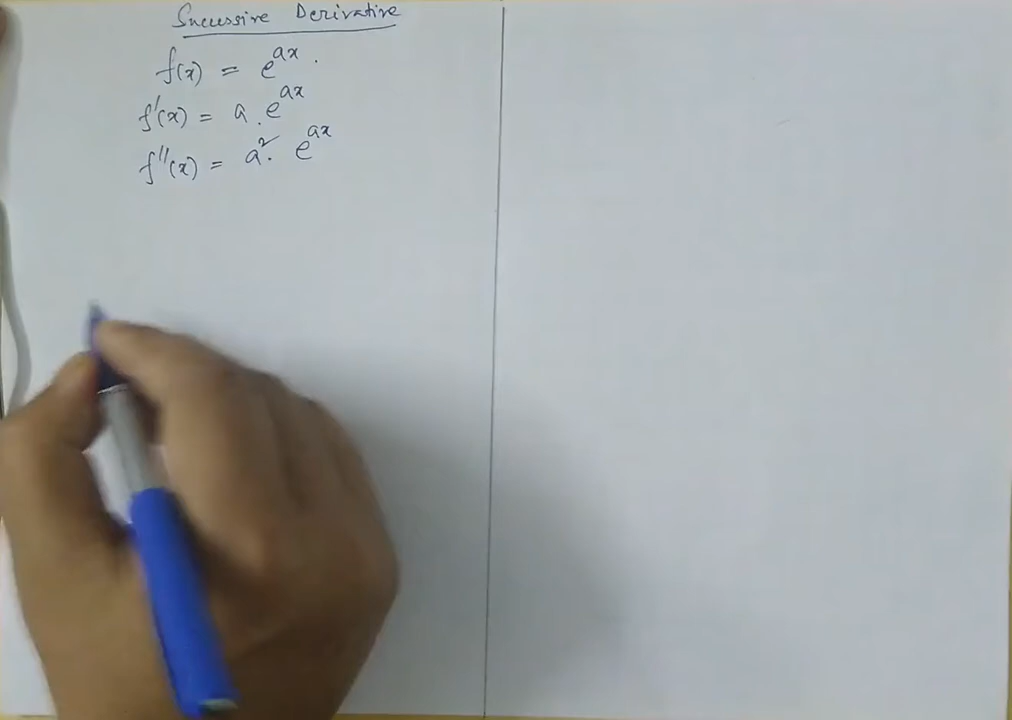 Successive Derivative
f(x) = e^{ax}.
f'(x) = a . e^{ax}
f''(x) = a^2 . e^{ax}